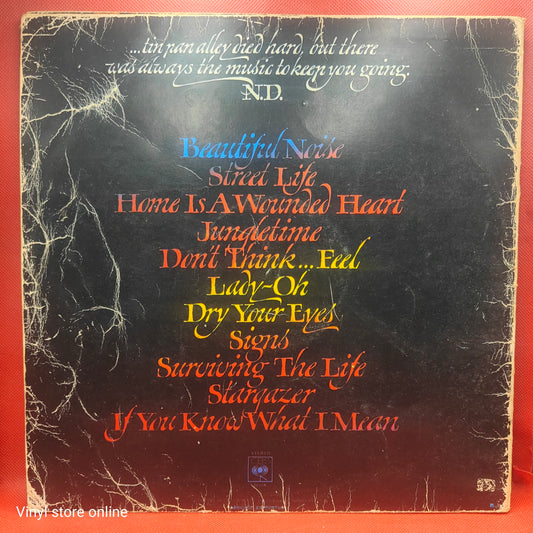 ...tin pan alley died hard, but there
was always the music to keep you going.
N.D.
Beautiful Noise
Street Life
Home Is A Wounded Heart
Jungletime
Don't Think...Feel
Lady-Oh
Dry Your Eyes
Signs
Surviving The Life
Stargazer
If You Know What I Mean
STEREO
Vinyl store online